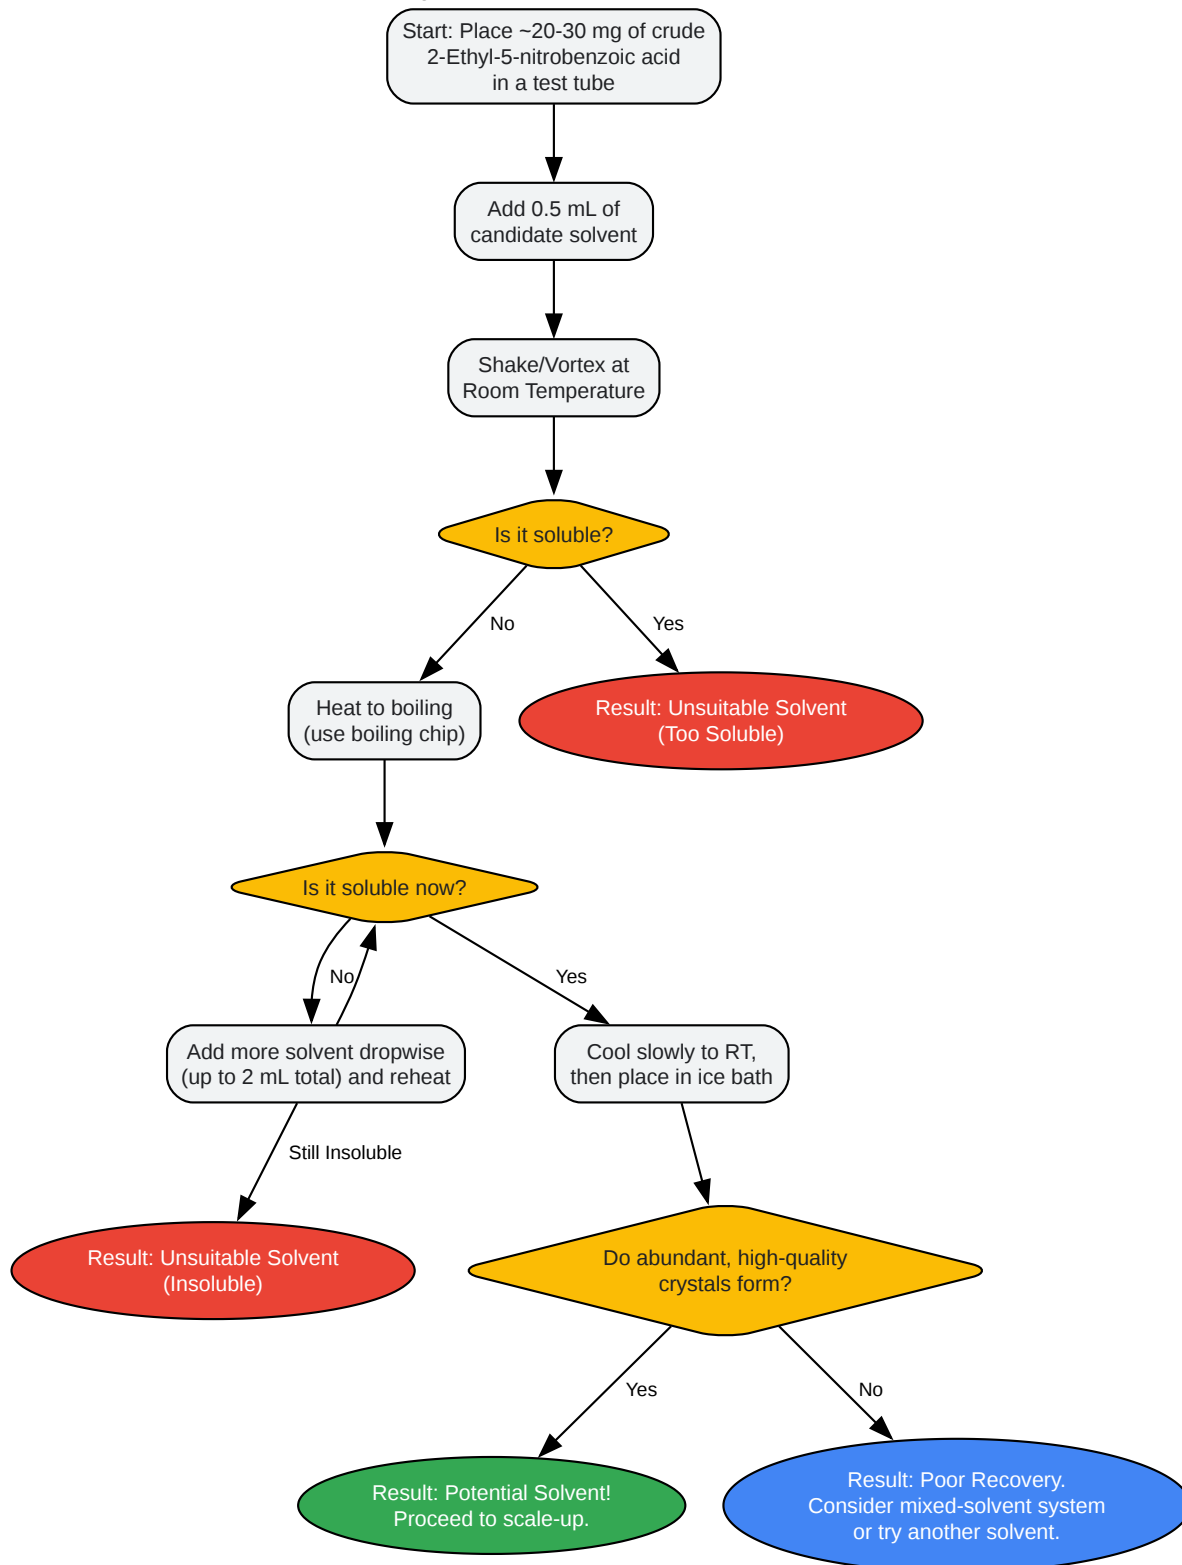 Start: Place ~20-30 mg of crude
2-Ethyl-5-nitrobenzoic acid
in a test tube
Add 0.5 mL of
candidate solvent
Shake/Vortex at
Room Temperature
Is it soluble?
No
Yes
Heat to boiling
(use boiling chip)
Result: Unsuitable Solvent
(Too Soluble)
Is it soluble now?
No
Yes
Add more solvent dropwise
(up to 2 mL total) and reheat
Cool slowly to RT,
then place in ice bath
Still Insoluble
Result: Unsuitable Solvent
(Insoluble)
Do abundant, high-quality
crystals form?
Yes
No
Result: Potential Solvent!
Proceed to scale-up.
Result: Poor Recovery.
Consider mixed-solvent system
or try another solvent.